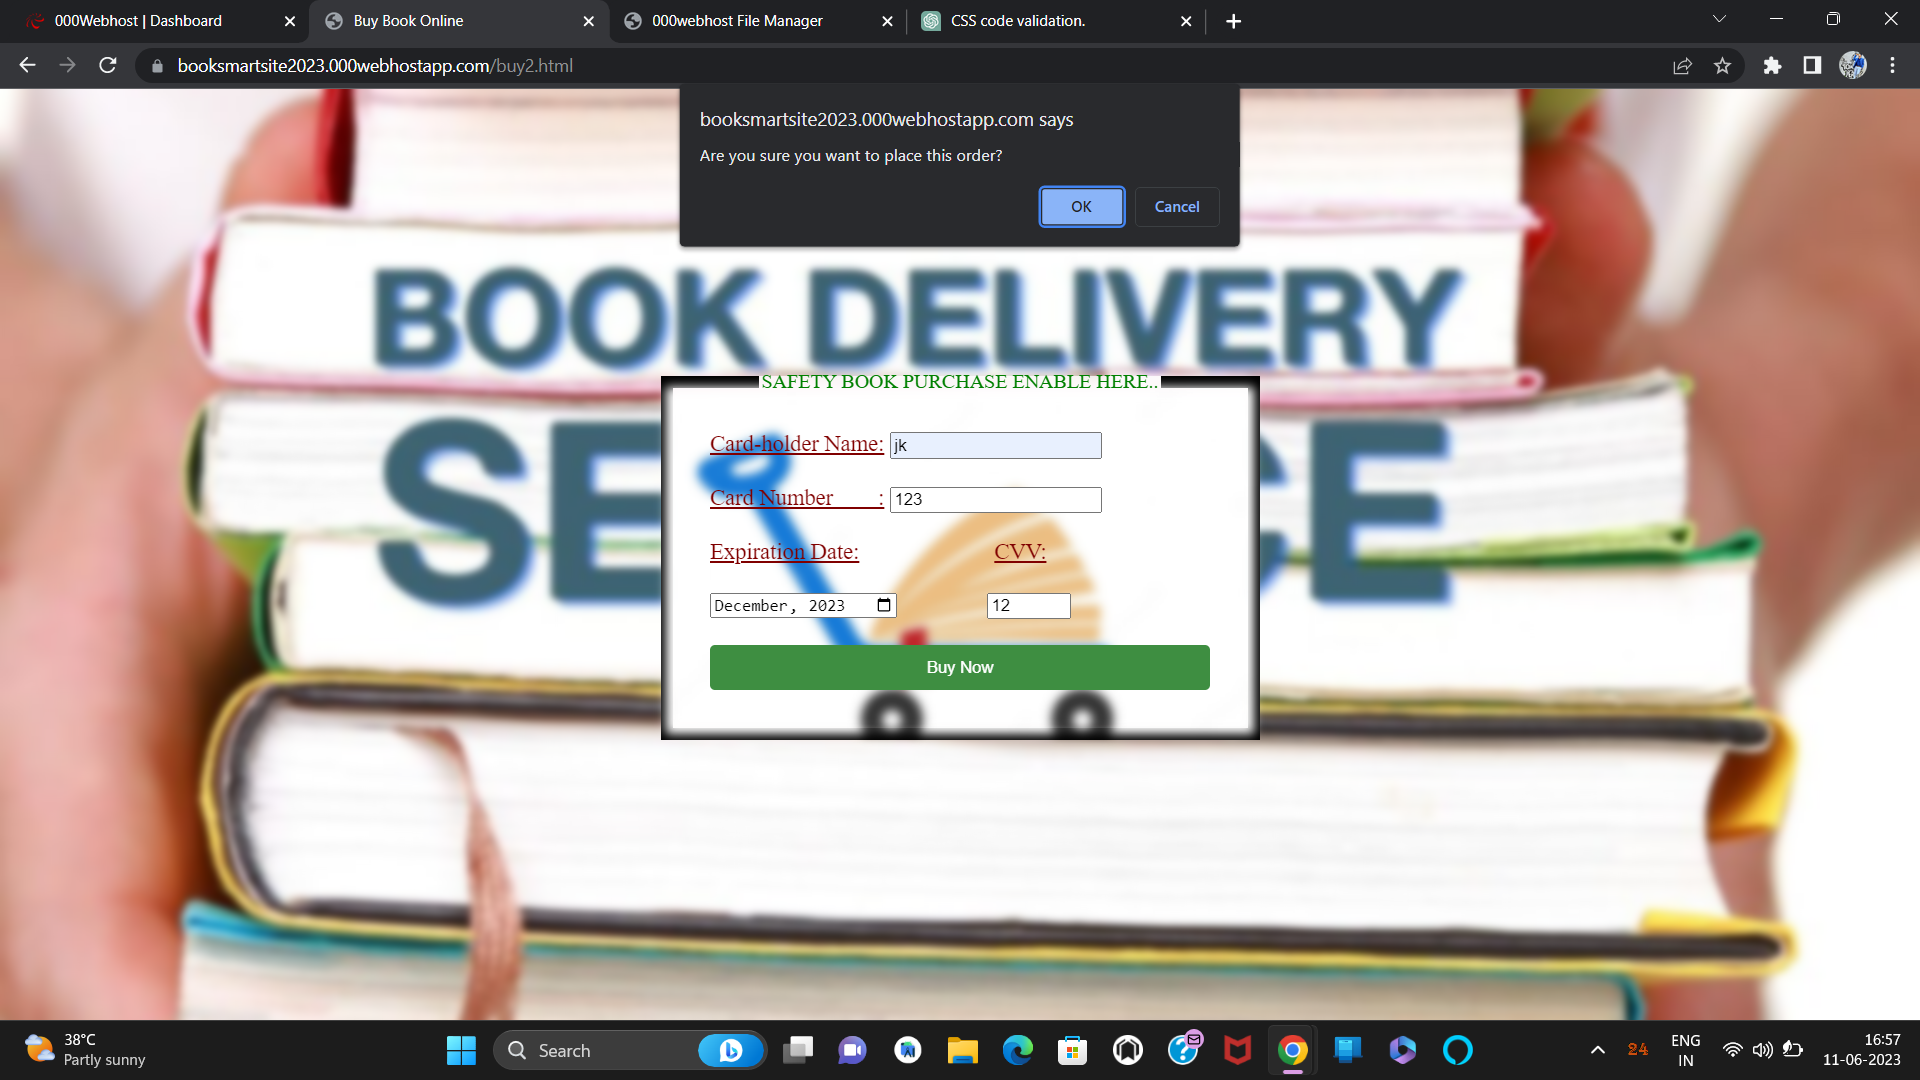 000Webhost | Dashboard
Buy Book Online
000webhost File Manager
CSS code validation.
booksmartsite2023.000webhostapp.com/buy2.html
booksmartsite2023.000webhostapp.com says
Are you sure you want to place this order?
OK
Cancel
BOOK DELIVERY
SAFETY BOOK PURCHASE ENABLE HERE..
Card-holder Name: jk
Card Number : 123
Expiration Date: CVV:
December, 2023 12
Buy Now
38°C
Partly sunny
Search
24
ENG
IN
16:57
11-06-2023